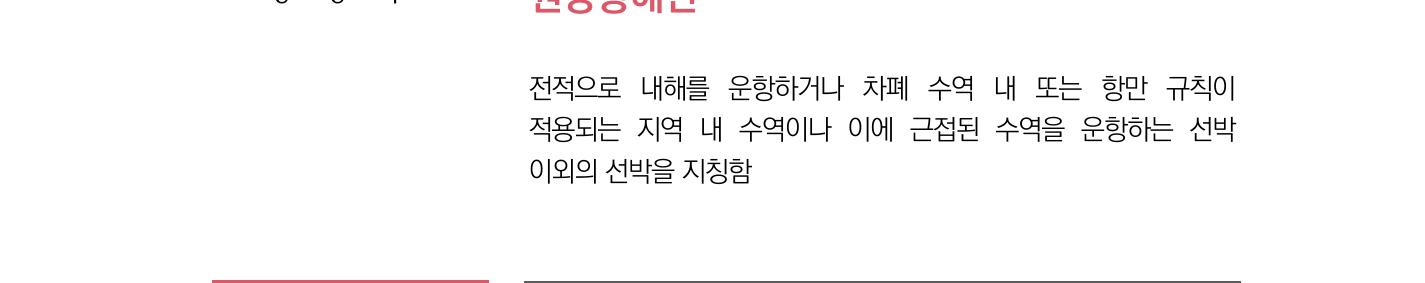 전적으로 내해를 운항하거나 차폐 수역 내 또는 항만 규칙이
적용되는 지역 내 수역이나 이에 근접된 수역을 운항하는 선박
이외의 선박을 지칭함